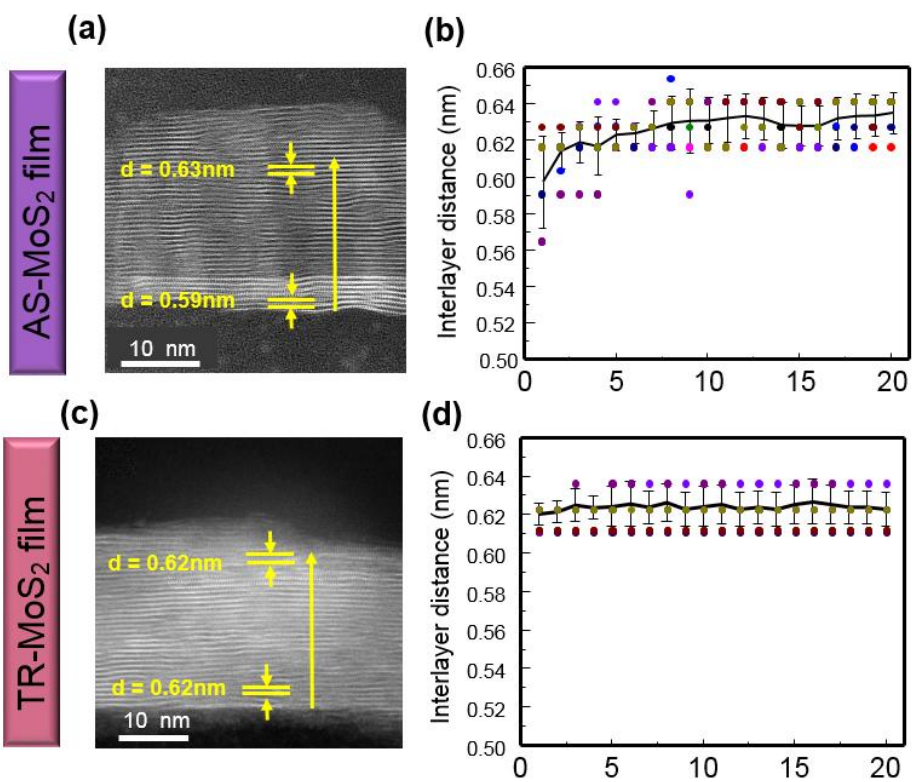 (a)
(b)
AS-MoS₂ film
d = 0.63nm
d = 0.59nm
10 nm
Interlayer distance (nm)
0.66
0.64
0.62
0.60
0.58
0.56
0.54
0.52
0.50
0
5
10
15
20
(c)
(d)
TR-MoS₂ film
d = 0.62nm
d = 0.62nm
10 nm
Interlayer distance (nm)
0.66
0.64
0.62
0.60
0.58
0.56
0.54
0.52
0.50
0
5
10
15
20